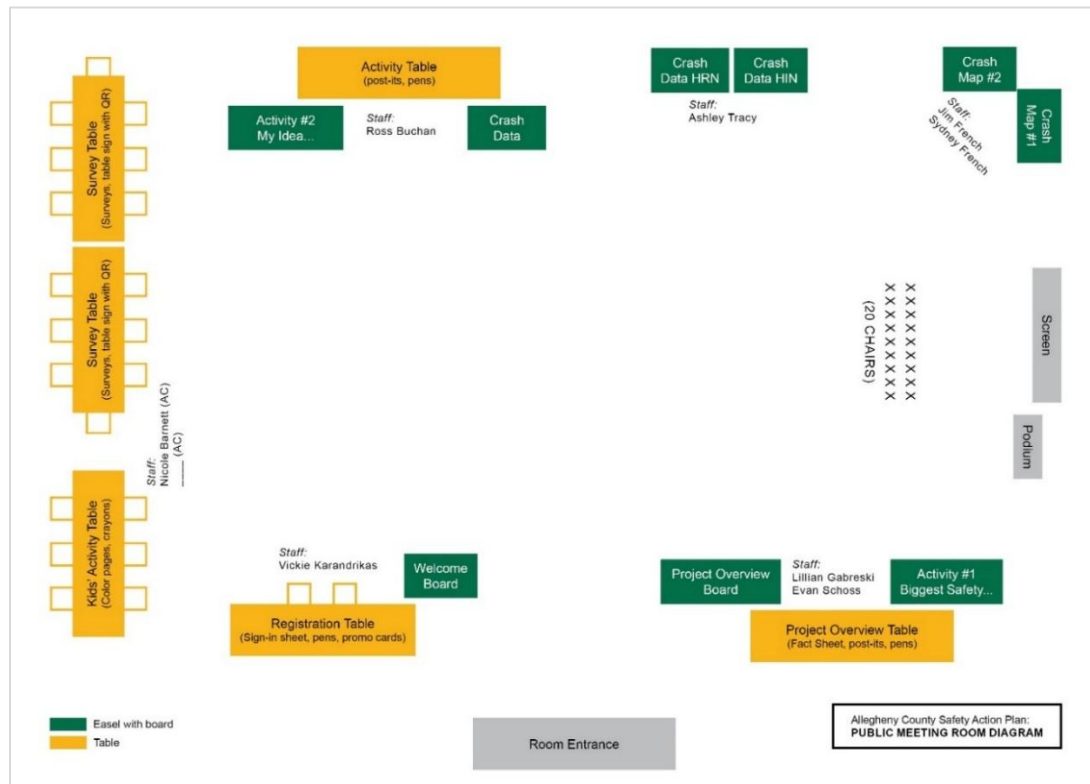 Activity Table
(post-its, pens)
Crash
Data HRN
Crash
Data HIN
Crash
Map #2
Crash
Map #1
Activity #2
My Idea...
Staff:
Ross Buchan
Crash
Data
Staff:
Ashley Tracy
Staff:
Jim French
Sydney French
Survey Table
(Surveys, table sign with QR)
Survey Table
(Surveys, table sign with QR)
X X X X X X X X X X
X X X X X X X X X X
(20 CHAIRS)
Screen
Podium
Staff:
Nicole Barnett (AC)
____ (AC)
Kids' Activity Table
(Color pages, crayons)
Staff:
Vickie Karandrikas
Welcome
Board
Registration Table
(Sign-in sheet, pens, promo cards)
Project Overview
Board
Staff:
Lillian Gabreski
Evan Schoss
Activity #1
Biggest Safety...
Project Overview Table
(Fact Sheet, post-its, pens)
Easel with board
Table
Room Entrance
Allegheny County Safety Action Plan:
PUBLIC MEETING ROOM DIAGRAM